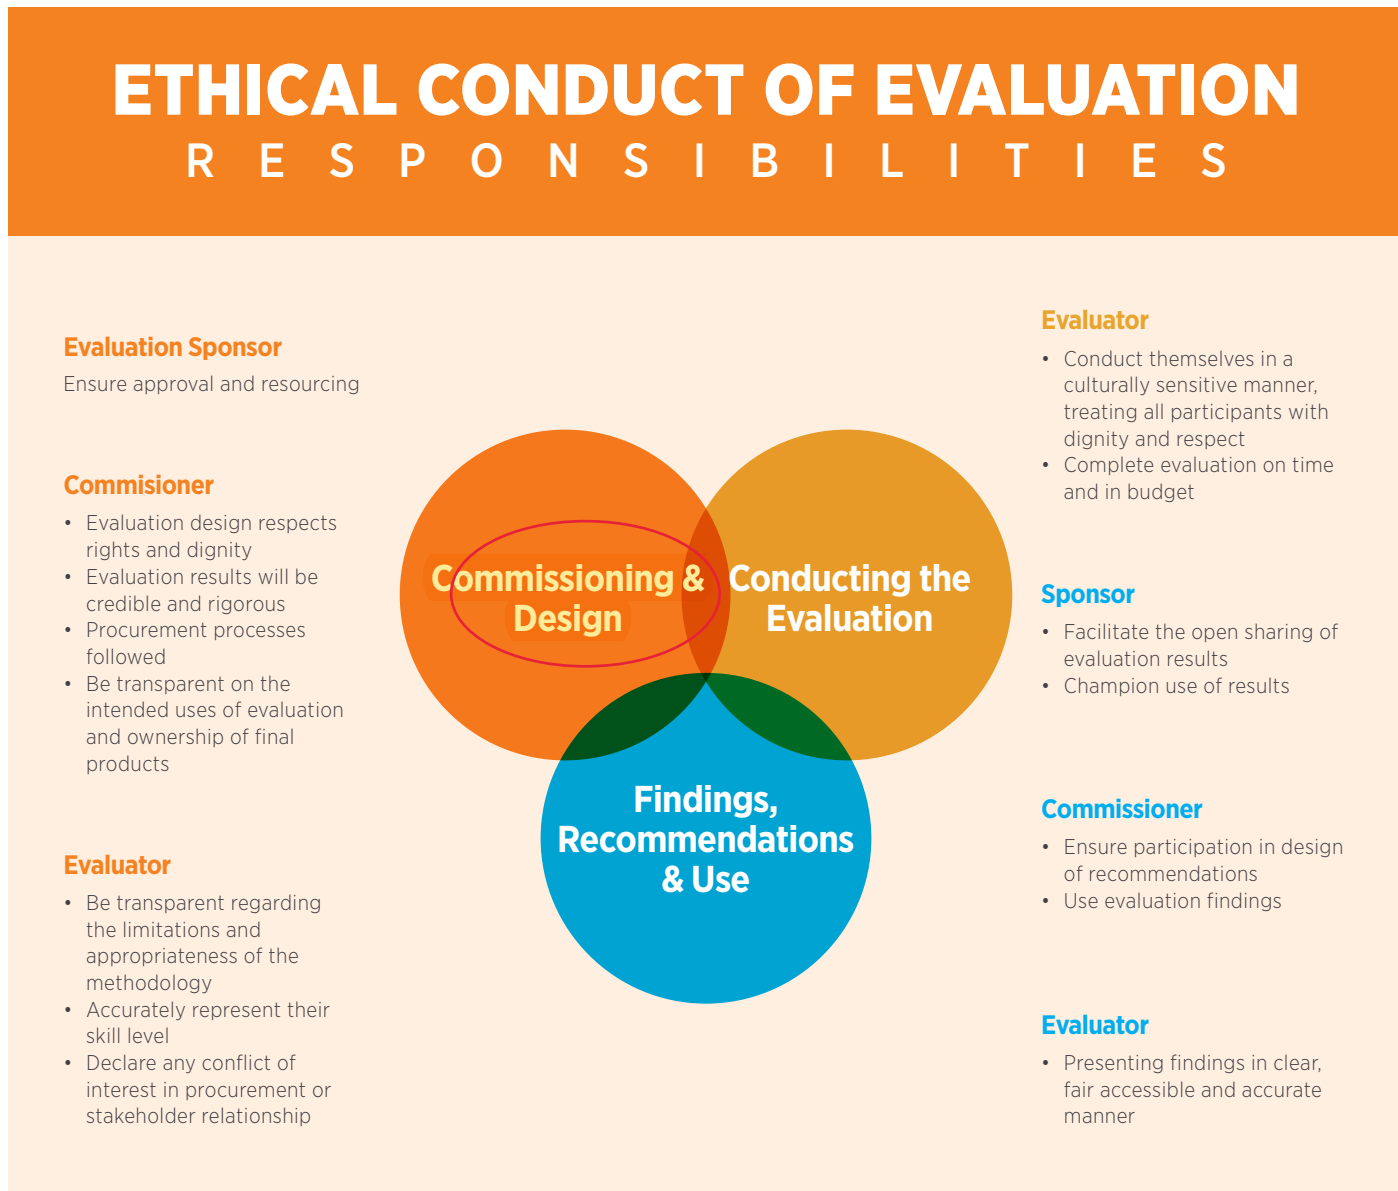 ETHICAL CONDUCT OF EVALUATION
RESPONSIBILITIES
Evaluation Sponsor
Ensure approval and resourcing
Commisioner
• Evaluation design respects
rights and dignity
• Evaluation results will be
credible and rigorous
• Procurement processes
followed
• Be transparent on the
intended uses of evaluation
and ownership of final
products
Evaluator
• Be transparent regarding
the limitations and
appropriateness of the
methodology
• Accurately represent their
skill level
• Declare any conflict of
interest in procurement or
stakeholder relationship
Commissioning &
Design
Conducting the
Evaluation
Findings,
Recommendations
& Use
Evaluator
• Conduct themselves in a
culturally sensitive manner,
treating all participants with
dignity and respect
• Complete evaluation on time
and in budget
Sponsor
• Facilitate the open sharing of
evaluation results
• Champion use of results
Commissioner
• Ensure participation in design
of recommendations
• Use evaluation findings
Evaluator
• Presenting findings in clear,
fair accessible and accurate
manner